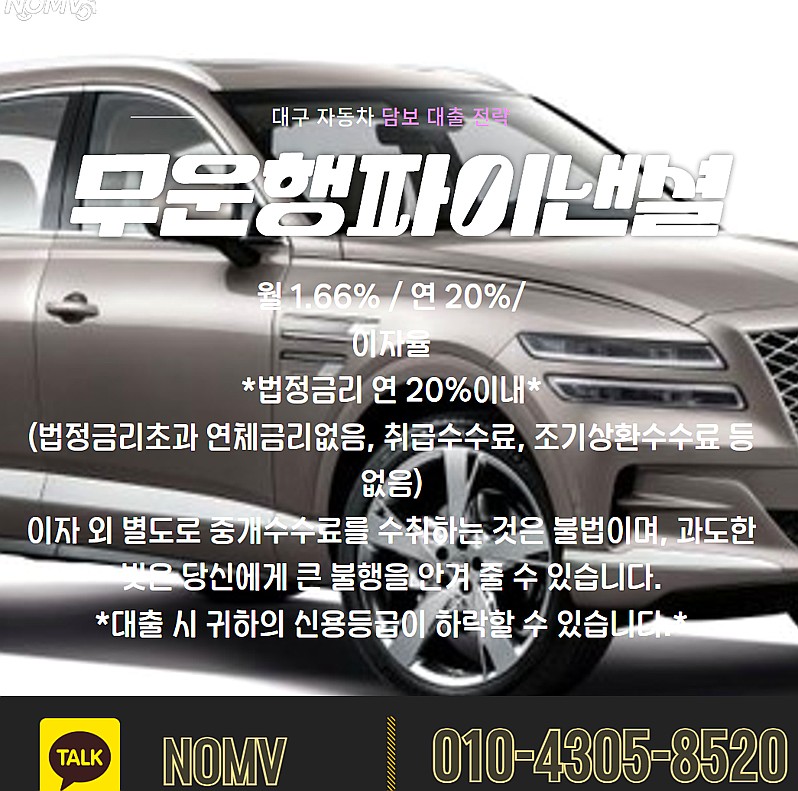 NOMV
대구 자동차 담보 대출 전략
무운행파이낸셜
월 1.66% / 연 20%/
이자율
*법정금리 연 20%이내*
(법정금리초과 연체금리없음, 취급수수료, 조기상환수수료 등
없음)
이자 외 별도로 중개수수료를 수취하는 것은 불법이며, 과도한
빚은 당신에게 큰 불행을 안겨 줄 수 있습니다.
*대출 시 귀하의 신용등급이 하락할 수 있습니다.*
TALK
NOMV
010-4305-8520